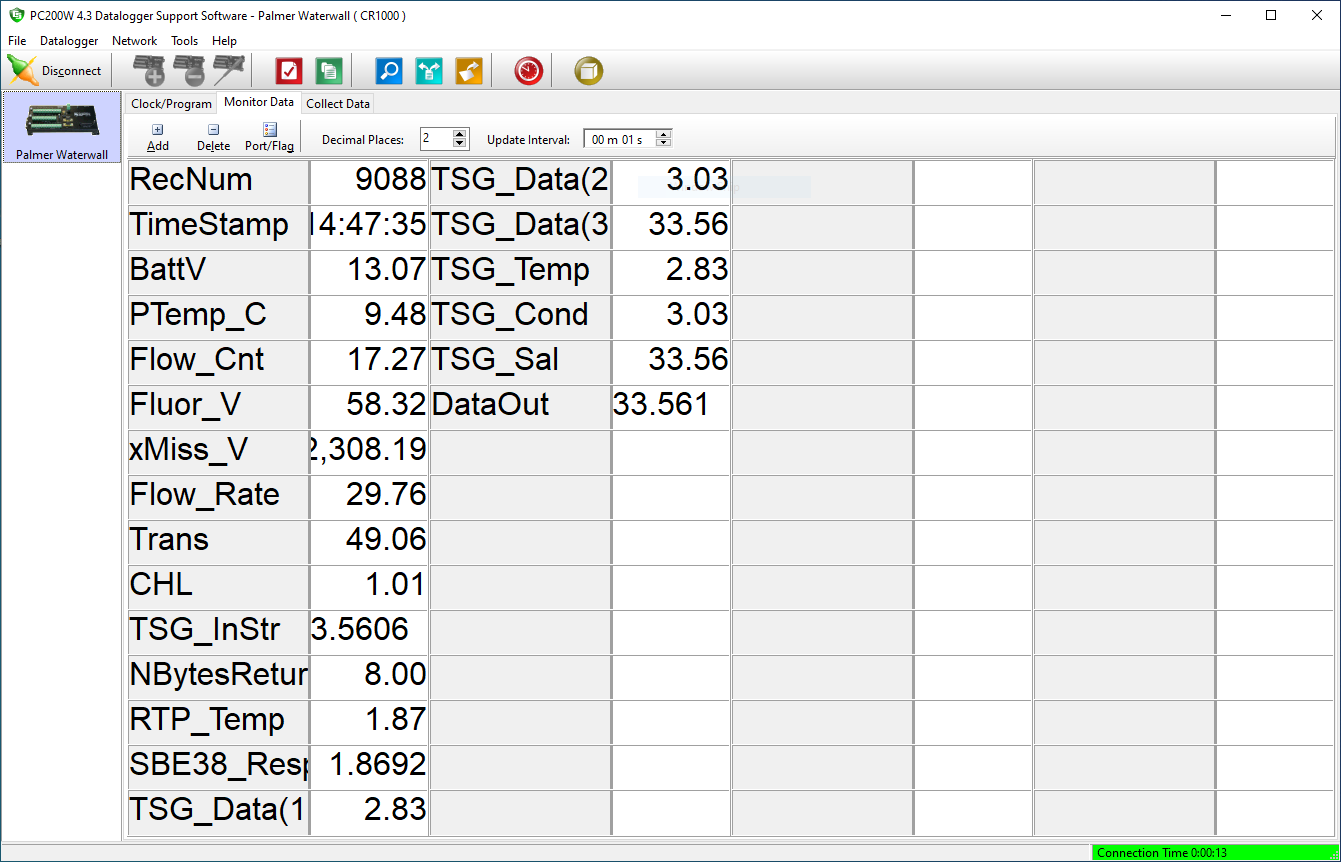 PC200W 4.3 Datalogger Support Software - Palmer Waterwall ( CR1000 )
File Datalogger Network Tools Help
Disconnect
Palmer Waterwall
Clock/Program Monitor Data Collect Data
Add Delete Port/Flag Decimal Places: 2 Update Interval: 00 m 01 s
RecNum 9088 TSG_Data(2 3.03
TimeStamp 14:47:35 TSG_Data(3 33.56
BattV 13.07 TSG_Temp 2.83
PTemp_C 9.48 TSG_Cond 3.03
Flow_Cnt 17.27 TSG_Sal 33.56
Fluor_V 58.32 DataOut 33.561
xMiss_V 2,308.19
Flow_Rate 29.76
Trans 49.06
CHL 1.01
TSG_InStr 3.5606
NBytesRetur 8.00
RTP_Temp 1.87
SBE38_Resp 1.8692
TSG_Data(1 2.83
Connection Time 0:00:13